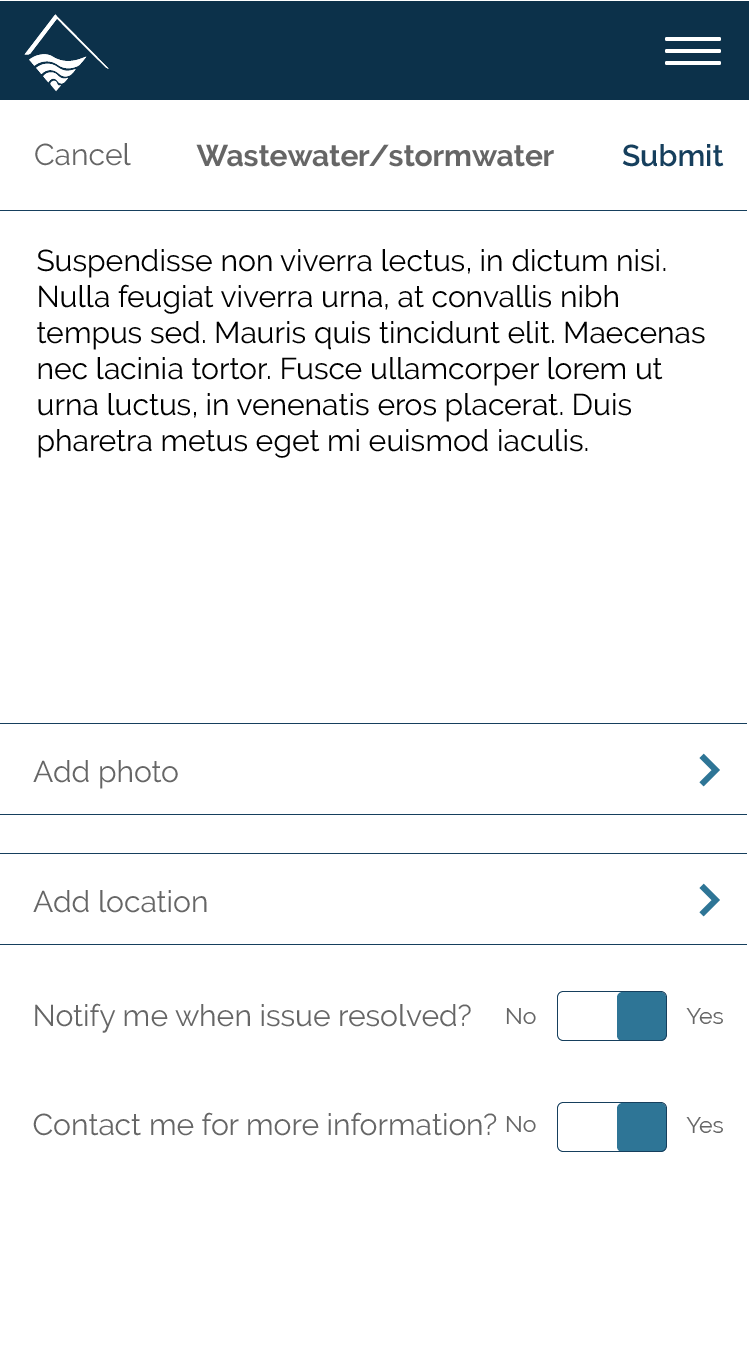 Cancel Wastewater/stormwater Submit
Suspendisse non viverra lectus, in dictum nisi.
Nulla feugiat viverra urna, at convallis nibh
tempus sed. Mauris quis tincidunt elit. Maecenas
nec lacinia tortor. Fusce ullamcorper lorem ut
urna luctus, in venenatis eros placerat. Duis
pharetra metus eget mi euismod iaculis.
Add photo
Add location
Notify me when issue resolved? No Yes
Contact me for more information? No Yes